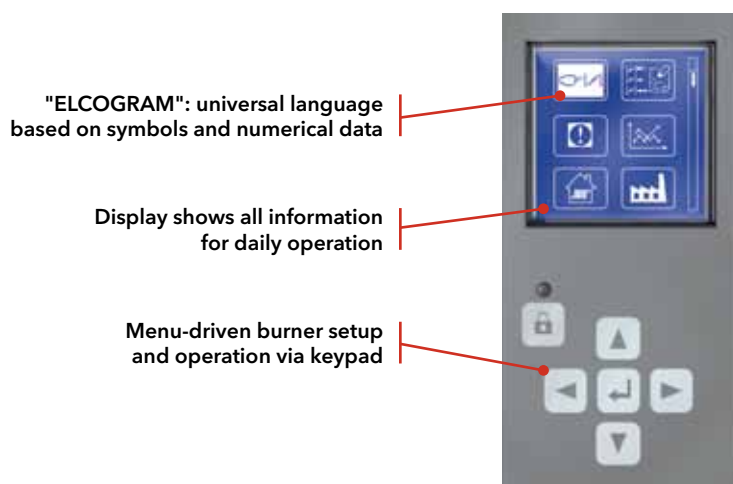 "ELCOGRAM": universal language
based on symbols and numerical data
Display shows all information
for daily operation
Menu-driven burner setup
and operation via keypad